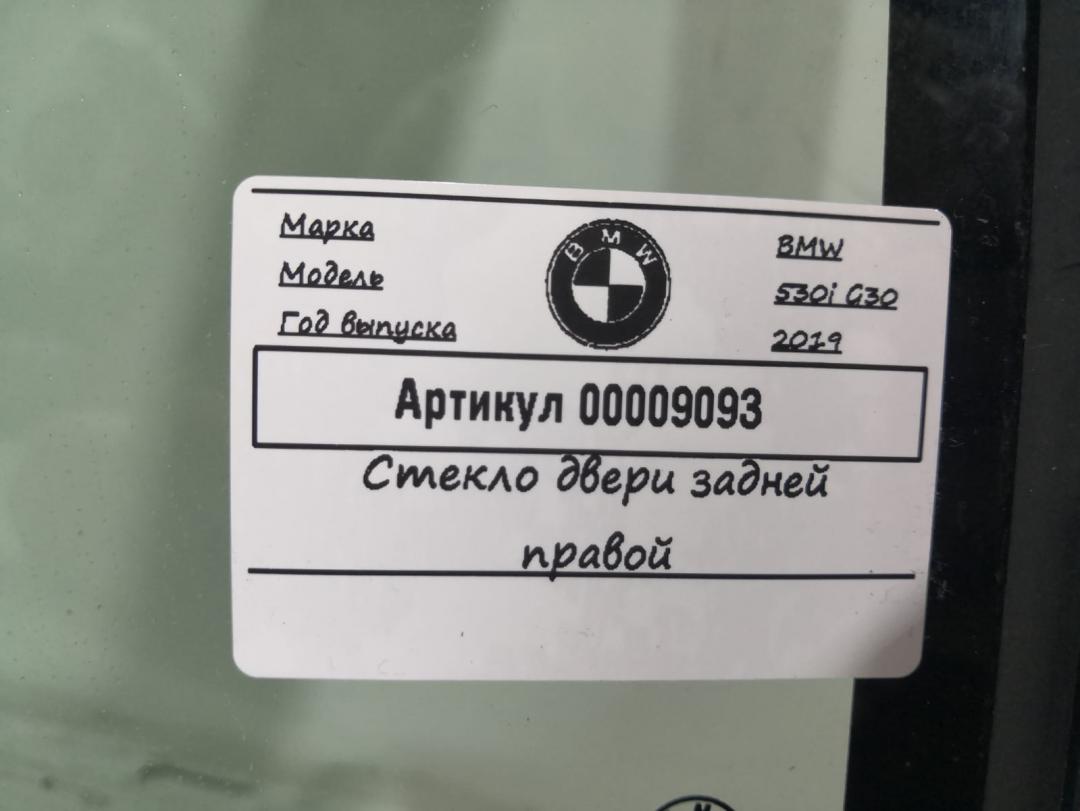 Марка BMW
Модель 530i G30
Год выпуска 2019
BMW
Артикул 00009093
Стекло двери задней
правой